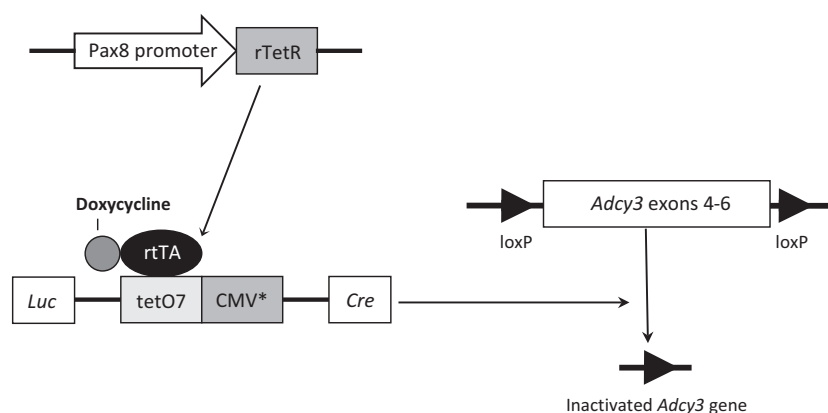 Pax8 promoter
rTetR
Doxycycline
rtTA
Luc
tetO7
CMV*
Cre
Adcy3 exons 4-6
loxP
loxP
Inactivated Adcy3 gene